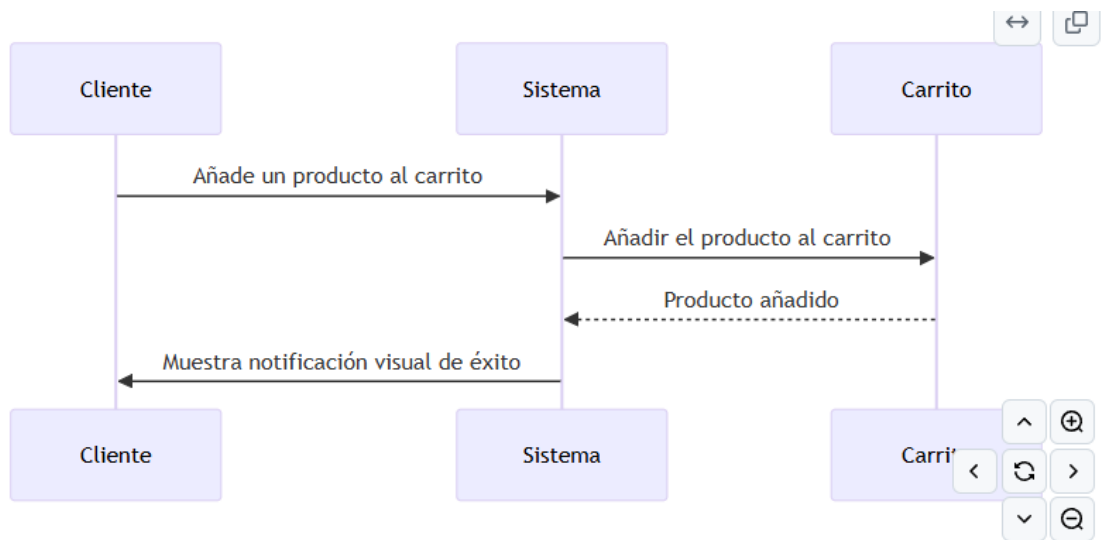 Cliente
Sistema
Carrito
Añade un producto al carrito
Añadir el producto al carrito
Producto añadido
Muestra notificación visual de éxito
Cliente
Sistema